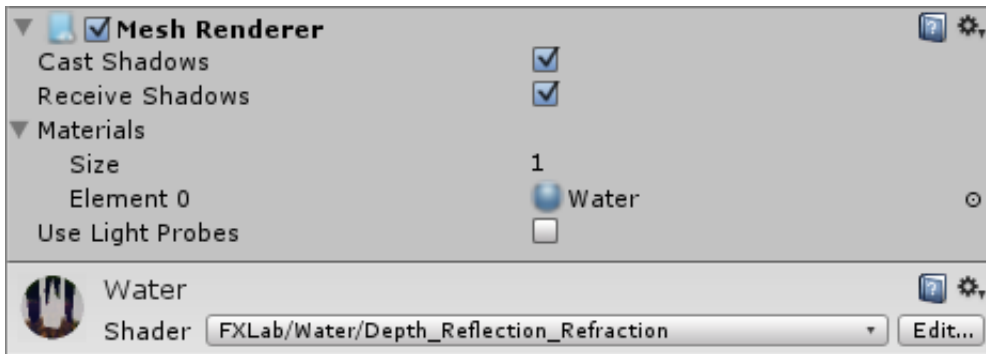 Mesh Renderer
Cast Shadows
Receive Shadows
Materials
Size 1
Element 0 Water
Use Light Probes
Water
Shader FXLab/Water/Depth_Reflection_Refraction Edit...